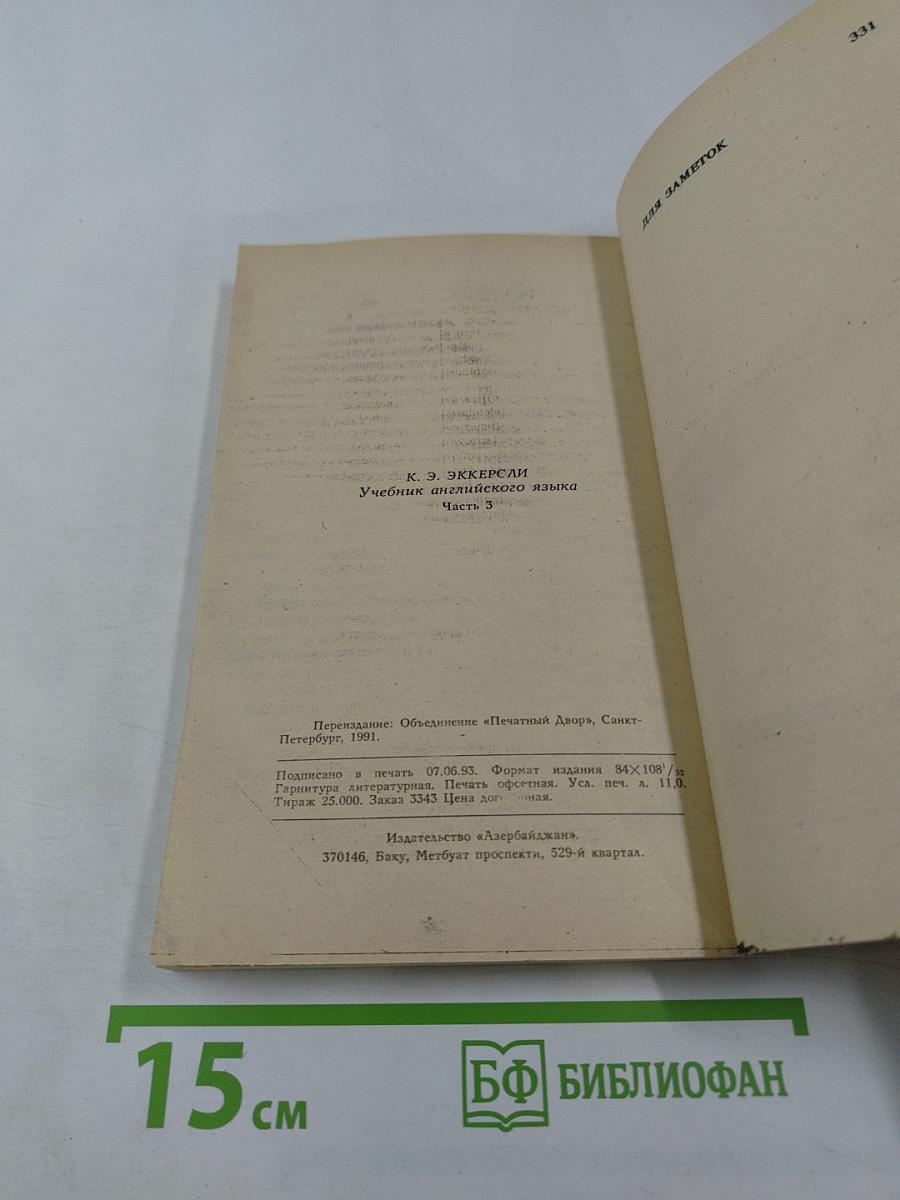 331
ДЛЯ ЗАМЕТОК
К. Э. ЭККЕРСЛИ
Учебник английского языка
Часть 3
Переиздание: Объединение «Печатный Двор», Санкт-
Петербург, 1991.
Подписано в печать 07.06.93. Формат издания 84×108¹/₃₂
Гарнитура литературная. Печать офсетная. Усл. печ. л. 11,0.
Тираж 25.000. Заказ 3343 Цена
Издательство «Азербайджан».
370146, Баку, Метбуат проспекти, 529-й квартал.
15 см
БФ БИБЛИОФАН